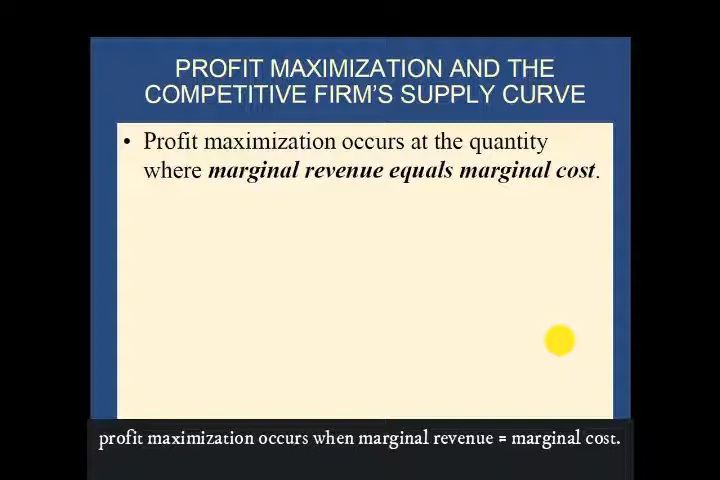 PROFIT MAXIMIZATION AND THE
COMPETITIVE FIRM'S SUPPLY CURVE
• Profit maximization occurs at the quantity
where marginal revenue equals marginal cost.
profit maximization occurs when marginal revenue = marginal cost.